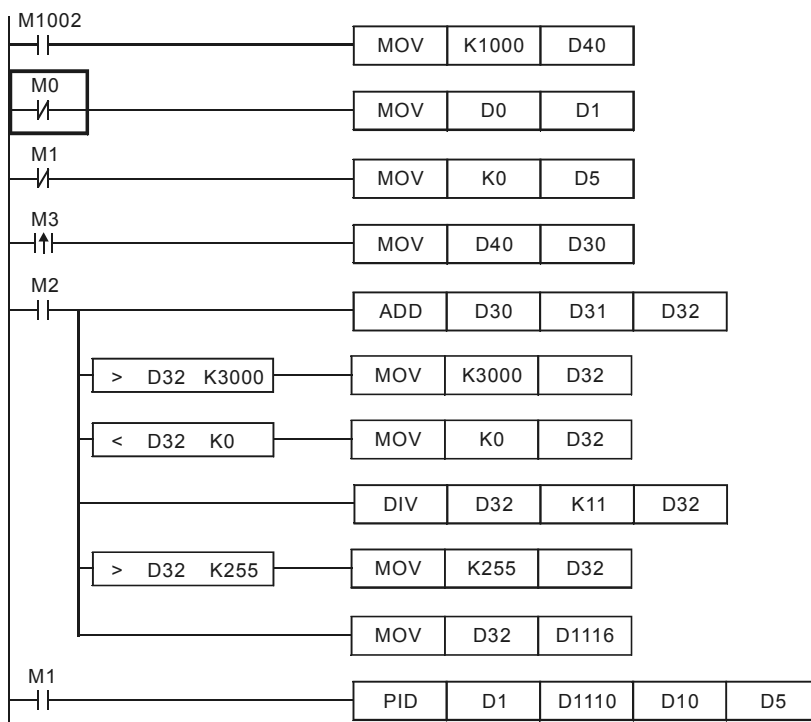 M1002
MOV K1000 D40
M0
MOV D0 D1
M1
MOV K0 D5
M3
MOV D40 D30
M2
ADD D30 D31 D32
> D32 K3000 MOV K3000 D32
< D32 K0 MOV K0 D32
DIV D32 K11 D32
> D32 K255 MOV K255 D32
MOV D32 D1116
M1
PID D1 D1110 D10 D5